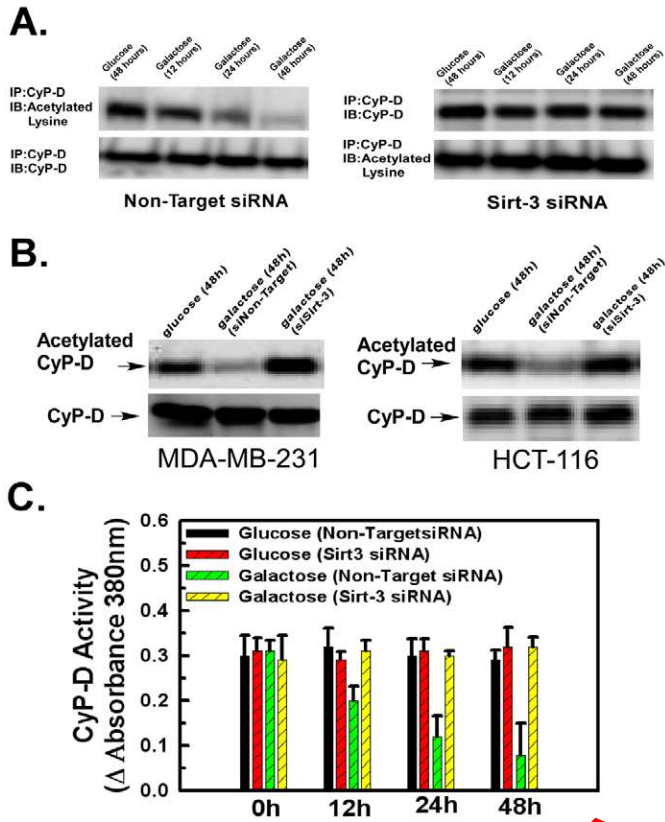 A.
Glucose (48 hours)
Galactose (12 hours)
Galactose (24 hours)
Galactose (48 hours)
IP:CyP-D
IB:Acetylated
Lysine
IP:CyP-D
IB:CyP-D
Non-Target siRNA
Glucose (48 hours)
Galactose (12 hours)
Galactose (24 hours)
Galactose (48 hours)
IP:CyP-D
IB:CyP-D
IP:CyP-D
IB:Acetylated
Lysine
Sirt-3 siRNA
B.
glucose (48h)
galactose (48h)
(siNon-Target)
galactose (48h)
(siSirt-3)
Acetylated
CyP-D
CyP-D
MDA-MB-231
glucose (48h)
galactose (48h)
(siNon-Target)
galactose (48h)
(siSirt-3)
Acetylated
CyP-D
CyP-D
HCT-116
C.
CyP-D Activity
(Δ Absorbance 380nm)
0.6
0.5
0.4
0.3
0.2
0.1
0.0
Glucose (Non-TargetsiRNA)
Glucose (Sirt3 siRNA)
Galactose (Non-Target siRNA)
Galactose (Sirt-3 siRNA)
0h 12h 24h 48h